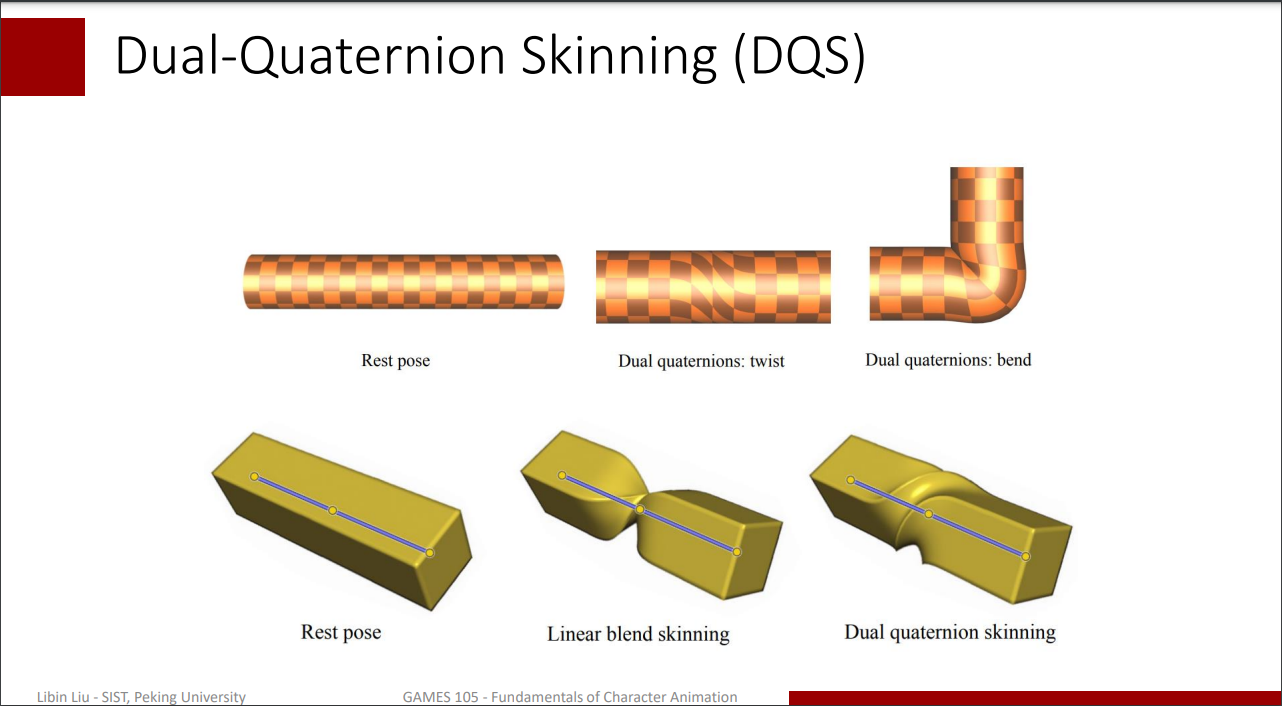 Dual-Quaternion Skinning (DQS)
Rest pose
Dual quaternions: twist
Dual quaternions: bend
Rest pose
Linear blend skinning
Dual quaternion skinning
Libin Liu - SIST, Peking University
GAMES 105 - Fundamentals of Character Animation